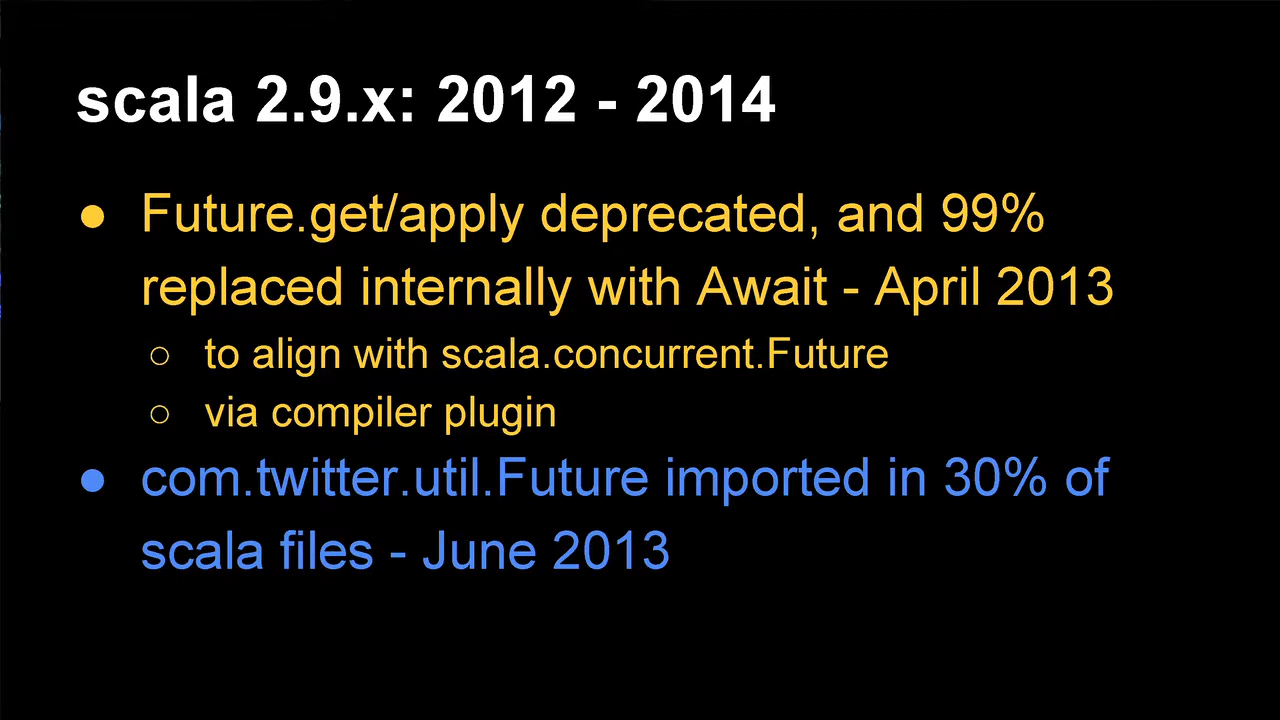 scala 2.9.x: 2012 - 2014
● Future.get/apply deprecated, and 99%
replaced internally with Await - April 2013
○ to align with scala.concurrent.Future
○ via compiler plugin
● com.twitter.util.Future imported in 30% of
scala files - June 2013